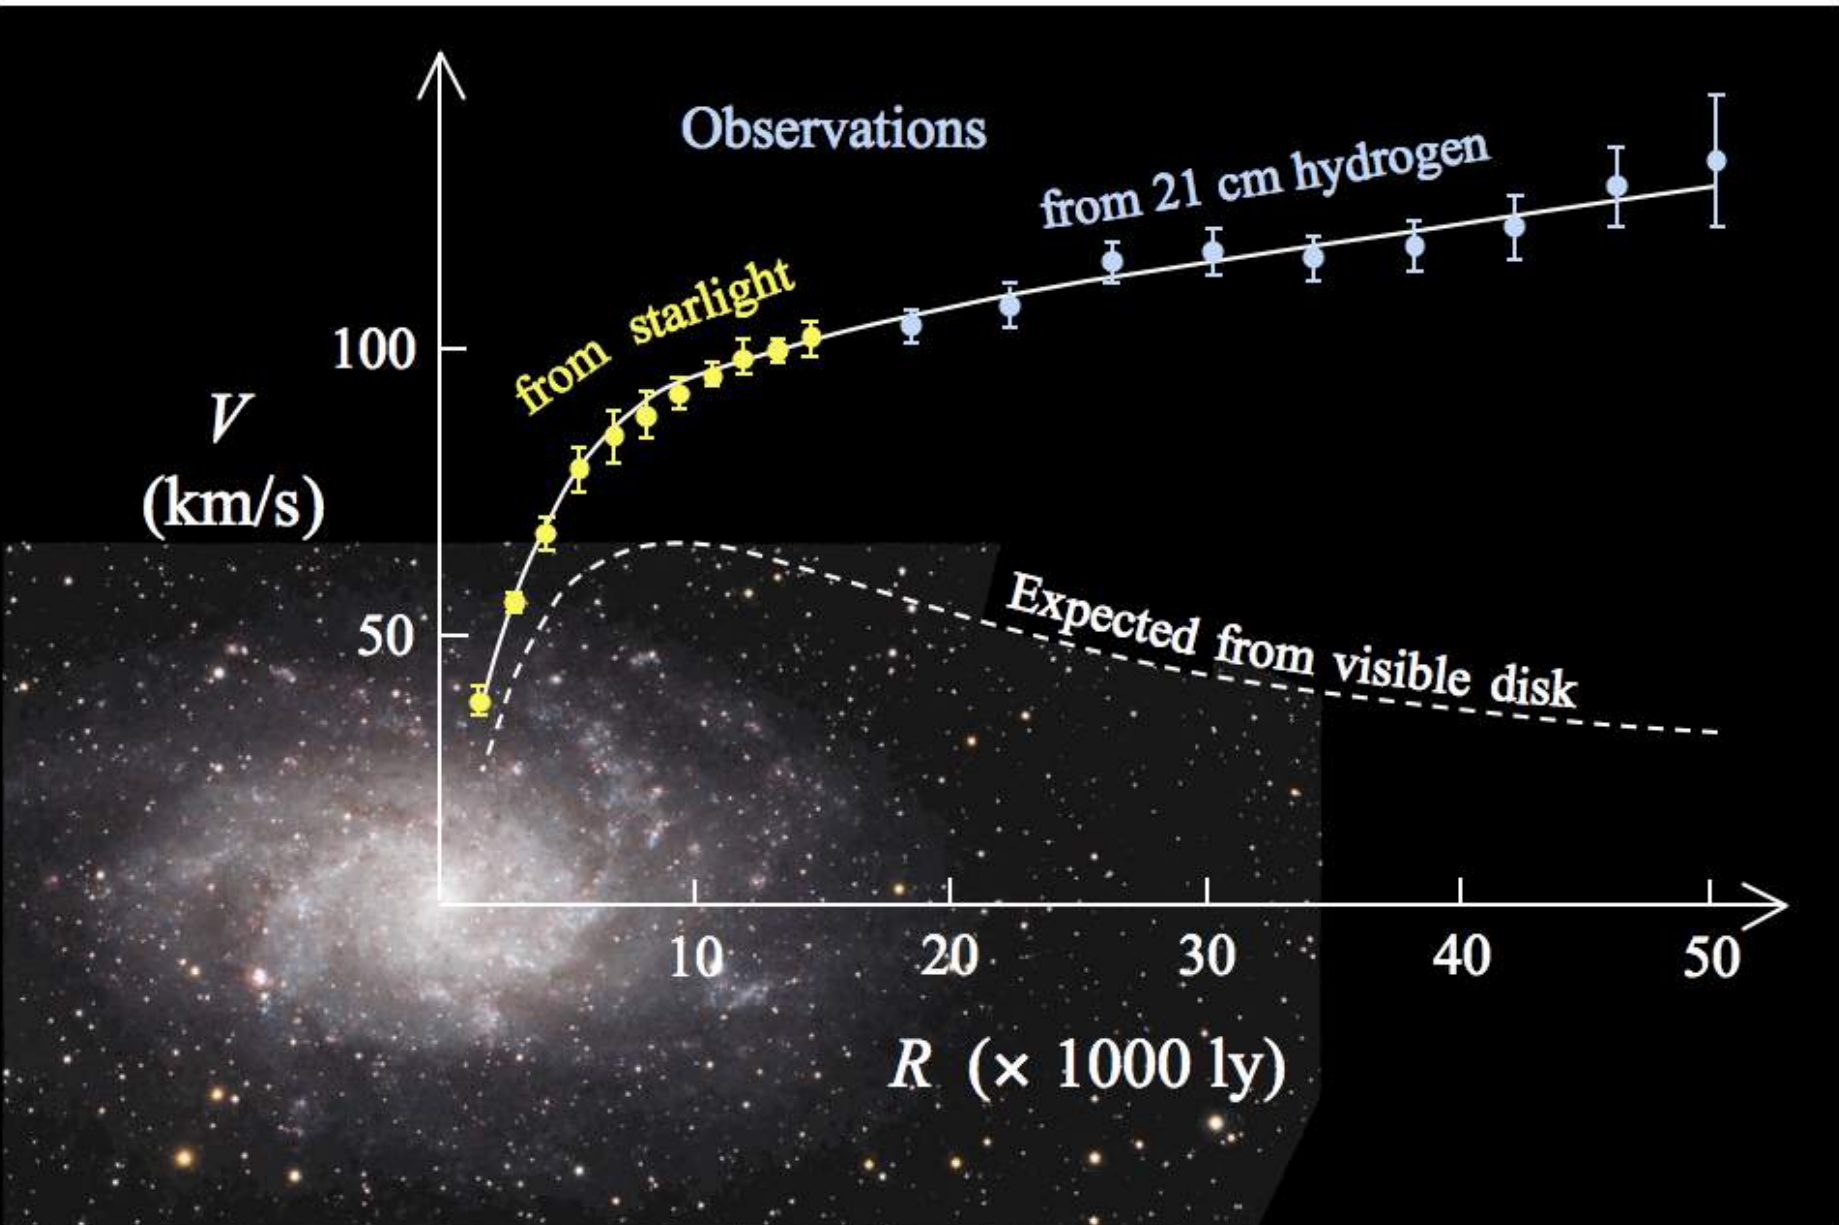 Observations
from 21 cm hydrogen
from starlight
100
V
(km/s)
50
Expected from visible disk
10
20
30
40
50
R (× 1000 ly)